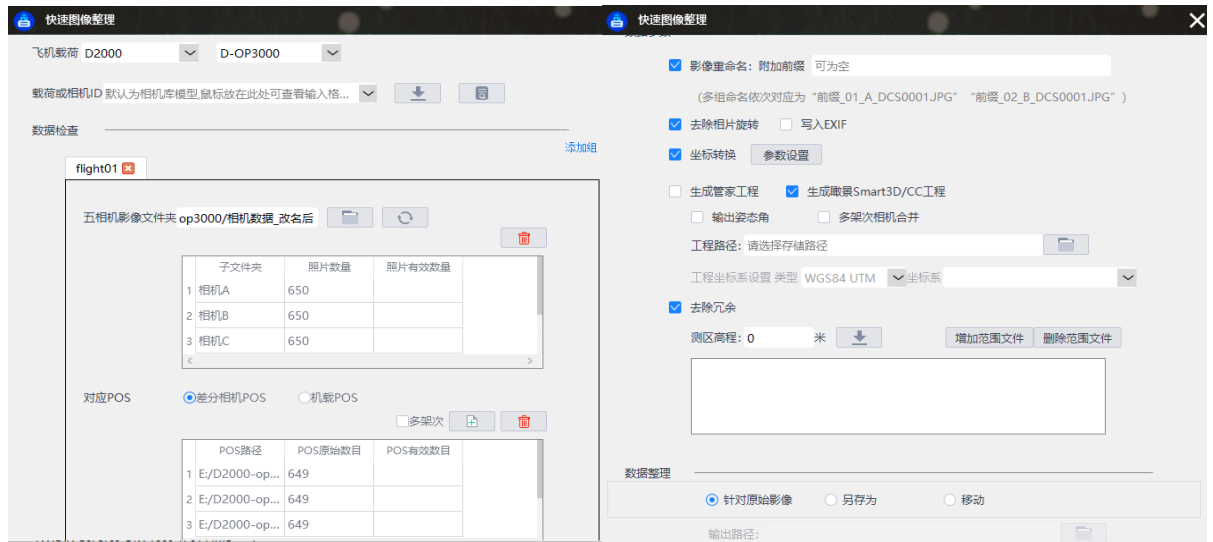 快速图像整理
飞机载荷 D2000 D-OP3000
载荷或相机ID 默认为相机库模型,鼠标放在此处可查看输入格...
数据检查
添加组
flight01
五相机影像文件夹 op3000/相机数据_改名后
子文件夹 照片数量 照片有效数量
1 相机A 650
2 相机B 650
3 相机C 650
对应POS 差分相机POS 机载POS
多架次
POS路径 POS原始数目 POS有效数目
1 E:/D2000-op... 649
2 E:/D2000-op... 649
3 E:/D2000-op... 649
快速图像整理
影像重命名：附加前缀 可为空
(多组命名依次对应为 "前缀_01_A_DCS0001.JPG" "前缀_02_B_DCS0001.JPG" )
去除相片旋转 写入EXIF
坐标转换 参数设置
生成管家工程 生成瞰景Smart3D/CC工程
输出姿态角 多架次相机合并
工程路径: 请选择存储路径
工程坐标系设置 类型 WGS84 UTM 坐标系
去除冗余
测区高程: 0 米 增加范围文件 删除范围文件
数据整理
针对原始影像 另存为 移动
输出路径: